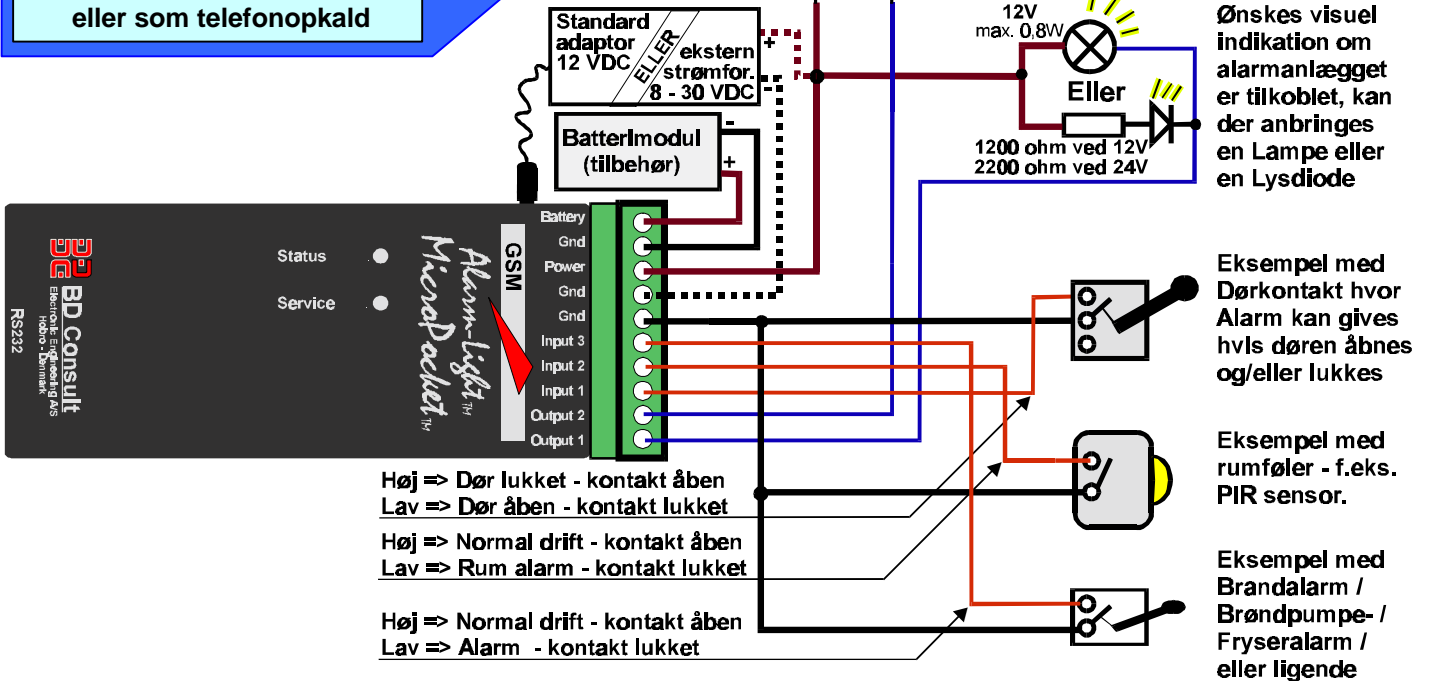 eller som telefonopkald
Standard
adaptor
12 VDC
ELLER
ekstern
strømfor.
8 - 30 VDC
+
-
BatterImodul
(tilbehør)
-
+
12V
max. 0,8W
Eller
1200 ohm ved 12V
2200 ohm ved 24V
Ønskes visuel
indikation om
alarmanlægget
er tilkoblet, kan
der anbringes
en Lampe eller
en Lysdiode
BD Consult
Electronic Engineering A/S
Hobro - Denmark
RS232
Status
Service
Alarm-Light™
MicroPocket™
GSM
Battery
Gnd
Power
Gnd
Gnd
Input 3
Input 2
Input 1
Output 2
Output 1
Eksempel med
Dørkontakt hvor
Alarm kan gives
hvis døren åbnes
og/eller lukkes
Eksempel med
rumføler - f.eks.
PIR sensor.
Eksempel med
Brandalarm /
Brøndpumpe- /
Fryseralarm /
eller ligende
Høj => Dør lukket - kontakt åben
Lav => Dør åben - kontakt lukket
Høj => Normal drift - kontakt åben
Lav => Rum alarm - kontakt lukket
Høj => Normal drift - kontakt åben
Lav => Alarm - kontakt lukket